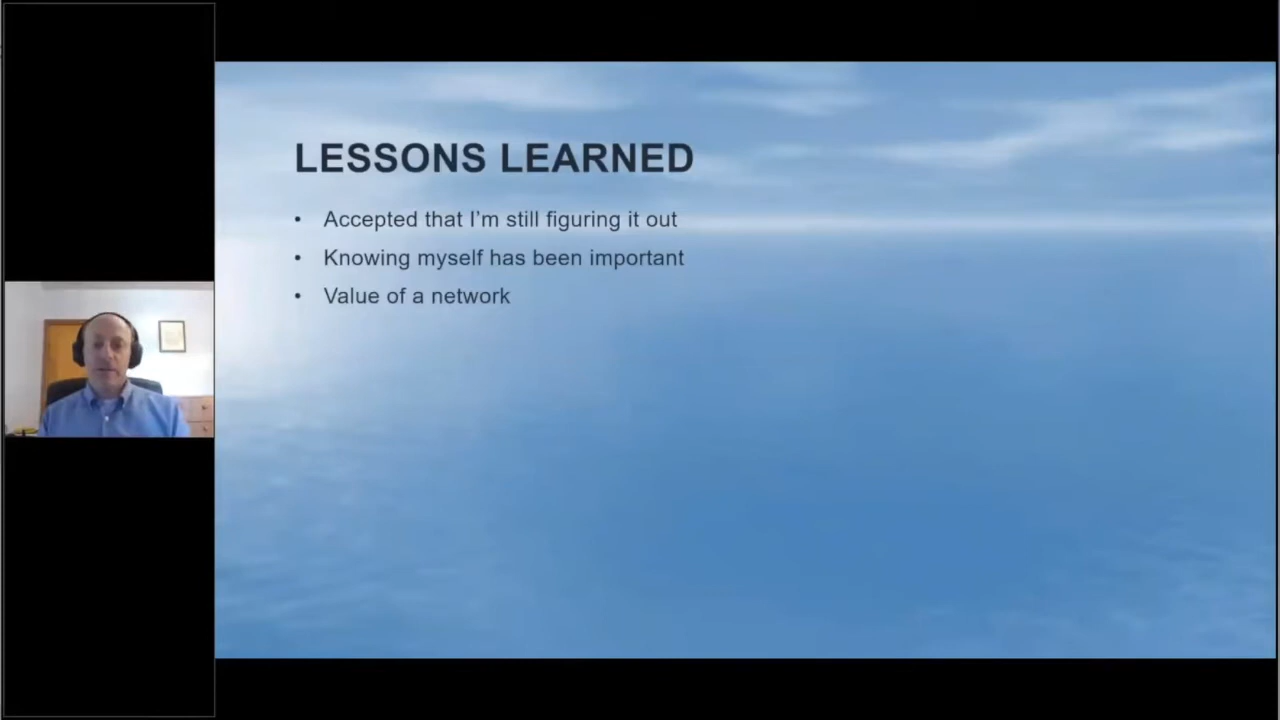 LESSONS LEARNED
• Accepted that I’m still figuring it out
• Knowing myself has been important
• Value of a network